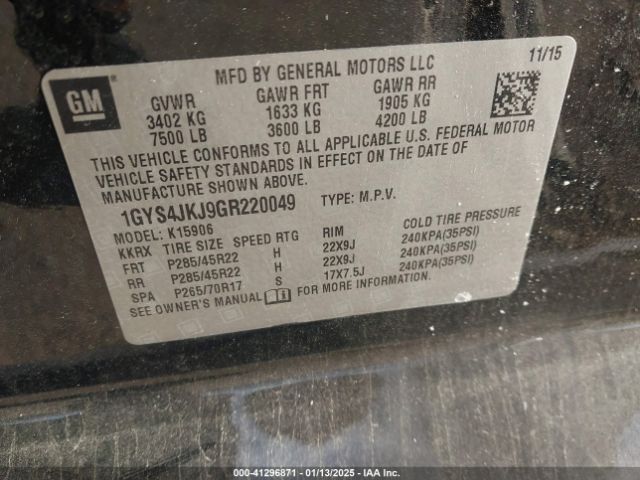 GM
MFD BY GENERAL MOTORS LLC
11/15
GVWR GAWR FRT GAWR RR
3402 KG 1633 KG 1905 KG
7500 LB 3600 LB 4200 LB
THIS VEHICLE CONFORMS TO ALL APPLICABLE U.S. FEDERAL MOTOR
VEHICLE SAFETY STANDARDS IN EFFECT ON THE DATE OF
MANUFACTURE SHOWN ABOVE.
1GYS4JKJ9GR220049 TYPE: M.P.V.
MODEL: K15906
KKRX TIRE SIZE SPEED RTG RIM COLD TIRE PRESSURE
FRT P285/45R22 H 22X9J 240KPA(35PSI)
RR P285/45R22 H 22X9J 240KPA(35PSI)
SPA P265/70R17 S 17X7.5J 240KPA(35PSI)
SEE OWNER'S MANUAL FOR MORE INFORMATION.
000-41296871 | 01/13/2025 | IAA Inc.